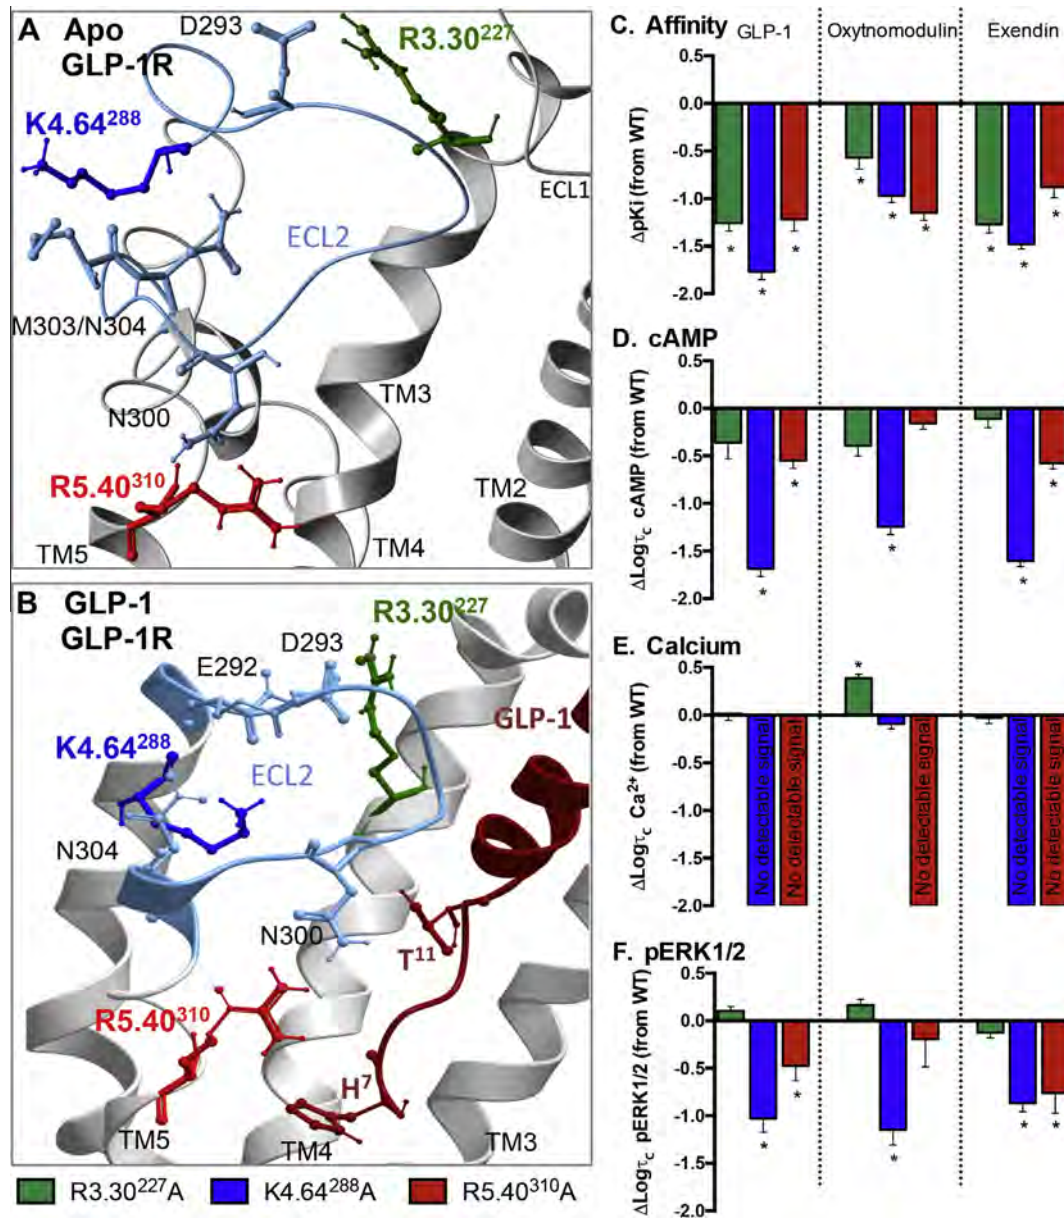 A Apo
GLP-1R
D293
R3.30²²⁷
K4.64²⁸⁸
ECL1
ECL2
M303/N304
N300
TM3
R5.40³¹⁰
TM2
TM5
TM4
B GLP-1
GLP-1R
R3.30²²⁷
D293
E292
GLP-1
K4.64²⁸⁸
ECL2
N304
N300
T¹¹
R5.40³¹⁰
H⁷
TM5
TM4
TM3
R3.30²²⁷A K4.64²⁸⁸A R5.40³¹⁰A
C. Affinity
GLP-1 Oxytnomodulin Exendin
ΔpKi (from WT)
0.0
-0.5
-1.0
-1.5
-2.0
* * * * * * * * *
D. cAMP
ΔLogτc cAMP (from WT)
0.5
0.0
-0.5
-1.0
-1.5
-2.0
* * * * *
E. Calcium
ΔLogτc Ca²⁺ (from WT)
0.5
0.0
-0.5
-1.0
-1.5
-2.0
*
No detectable signal
No detectable signal
No detectable signal
No detectable signal
No detectable signal
F. pERK1/2
ΔLogτc pERK1/2 (from WT)
0.5
0.0
-0.5
-1.0
-1.5
-2.0
* * * * *